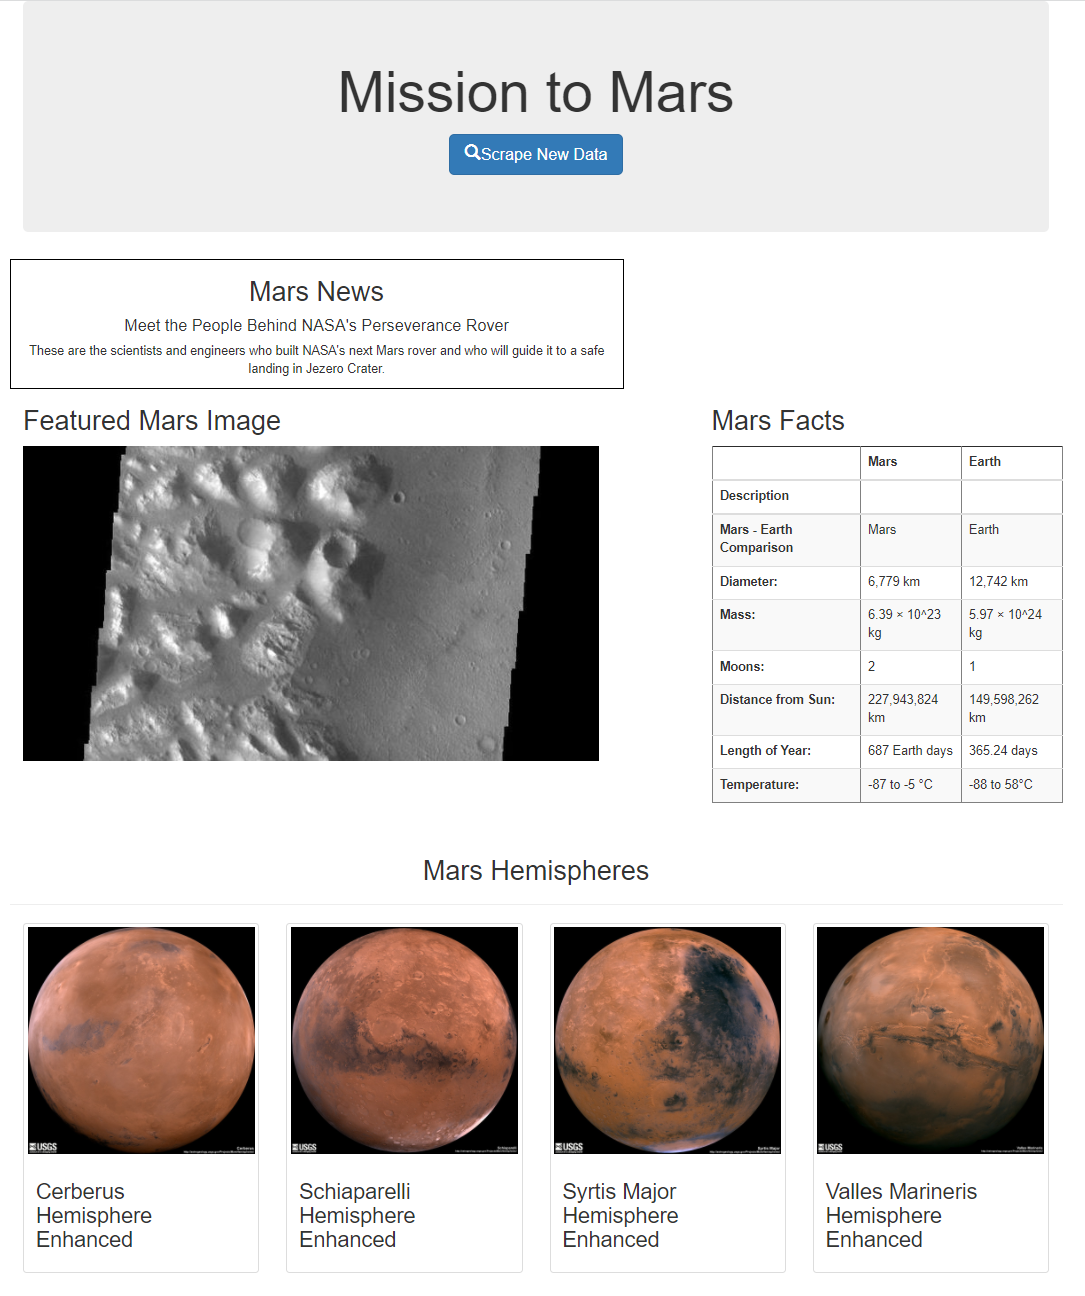 Mission to Mars
Scrape New Data
Mars News
Meet the People Behind NASA's Perseverance Rover
These are the scientists and engineers who built NASA's next Mars rover and who will guide it to a safe
landing in Jezero Crater.
Featured Mars Image
Mars Facts
Mars Earth
Description
Mars - Earth Mars Earth
Comparison
Diameter: 6,779 km 12,742 km
Mass: 6.39 × 10^23 5.97 × 10^24
kg kg
Moons: 2 1
Distance from Sun: 227,943,824 149,598,262
km km
Length of Year: 687 Earth days 365.24 days
Temperature: -87 to -5 °C -88 to 58°C
Mars Hemispheres
USGS
USGS
USGS
USGS
Cerberus
Hemisphere
Enhanced
Schiaparelli
Hemisphere
Enhanced
Syrtis Major
Hemisphere
Enhanced
Valles Marineris
Hemisphere
Enhanced